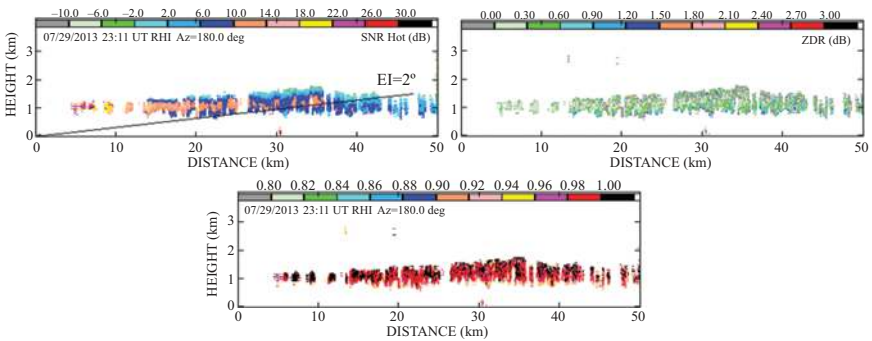 −10.0 −6.0 −2.0 2.0 6.0 10.0 14.0 18.0 22.0 26.0 30.0
07/29/2013 23:11 UT RHI Az=180.0 deg SNR Hot (dB)
EI=2°
HEIGHT (km)
3
2
1
0
0 10 20 30 40 50
DISTANCE (km)
0.00 0.30 0.60 0.90 1.20 1.50 1.80 2.10 2.40 2.70 3.00
ZDR (dB)
3
2
1
0
0 10 20 30 40 50
DISTANCE (km)
0.80 0.82 0.84 0.86 0.88 0.90 0.92 0.94 0.96 0.98 1.00
07/29/2013 23:11 UT RHI Az=180.0 deg
HEIGHT (km)
3
2
1
0
0 10 20 30 40 50
DISTANCE (km)